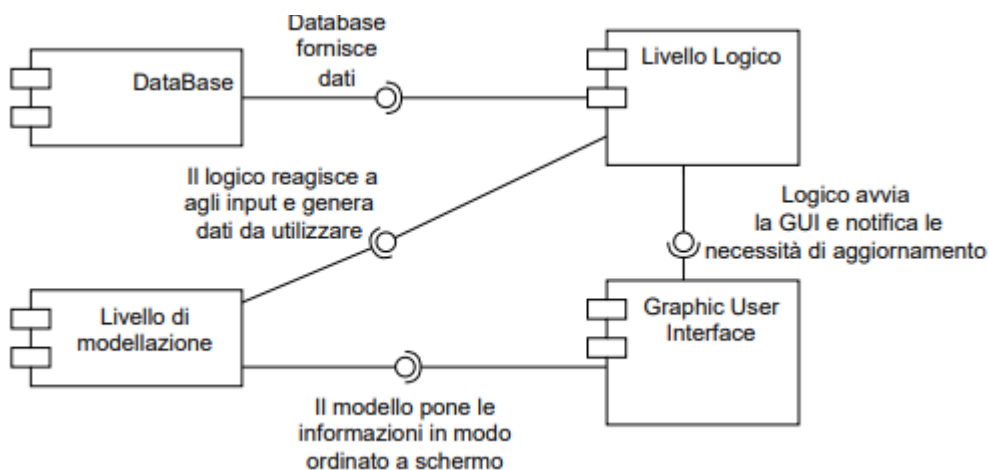 Database
fornisce
dati
DataBase
Livello Logico
Il logico reagisce a
agli input e genera
dati da utilizzare
Logico avvia
la GUI e notifica le
necessità di aggiornamento
Livello di
modellazione
Graphic User
Interface
Il modello pone le
informazioni in modo
ordinato a schermo